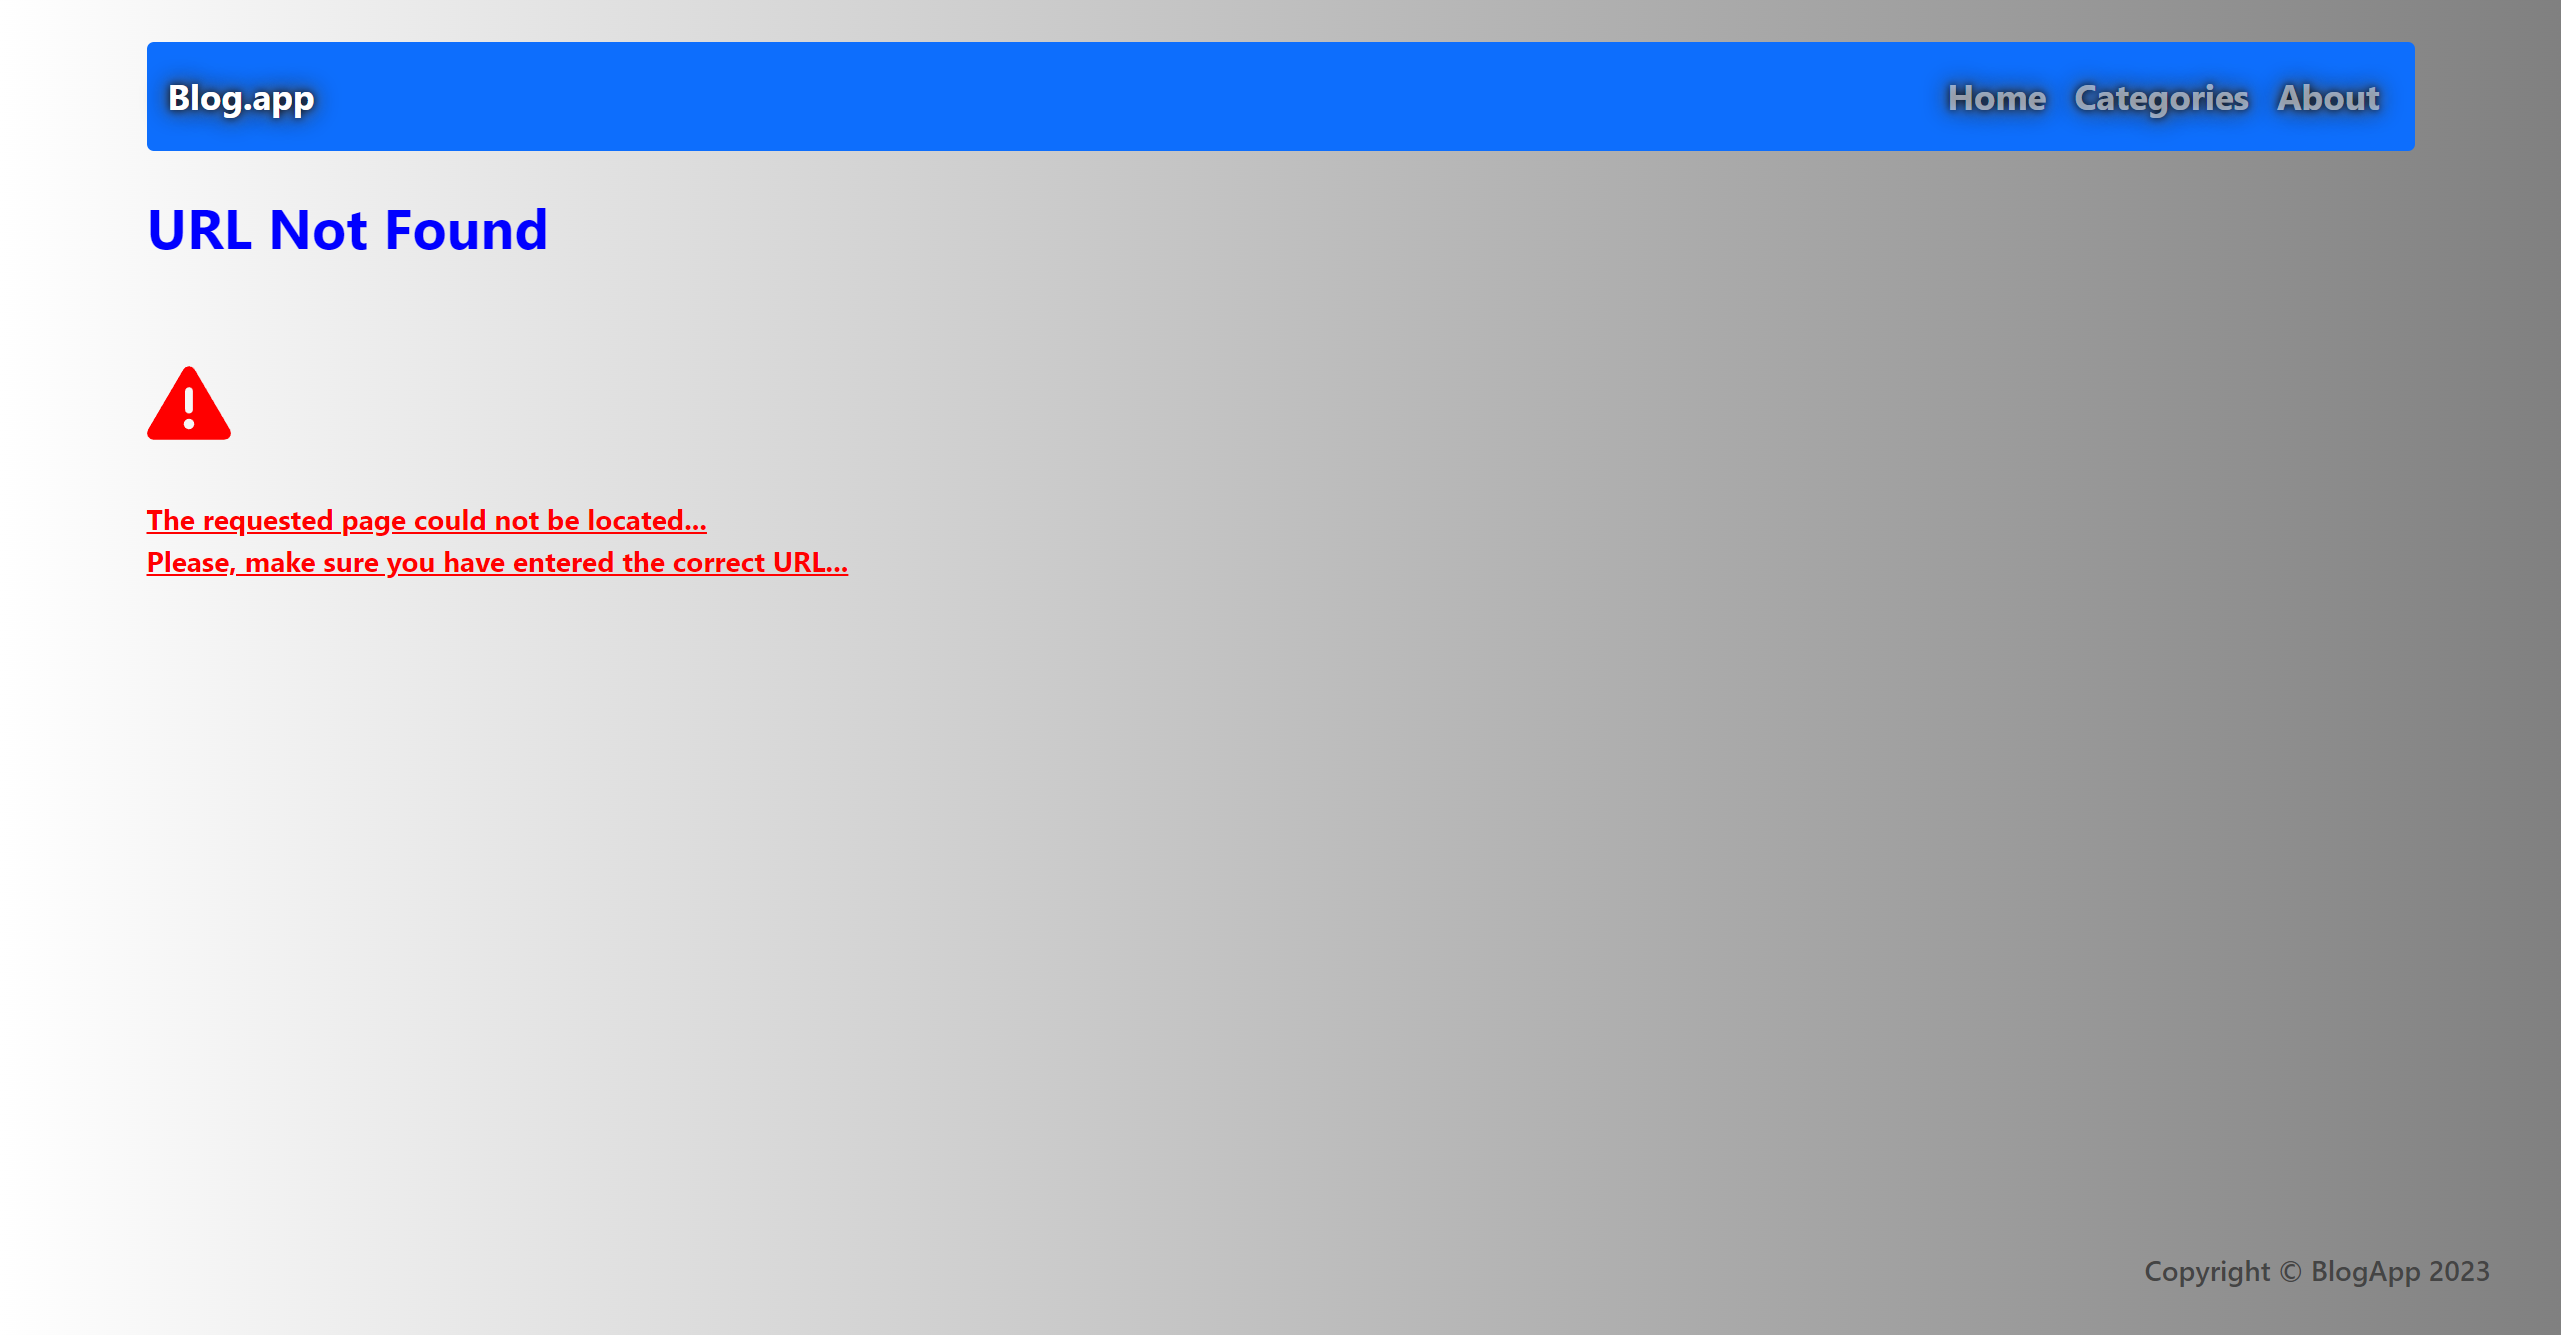 Blog.app Home Categories About
URL Not Found
The requested page could not be located...
Please, make sure you have entered the correct URL...
Copyright © BlogApp 2023